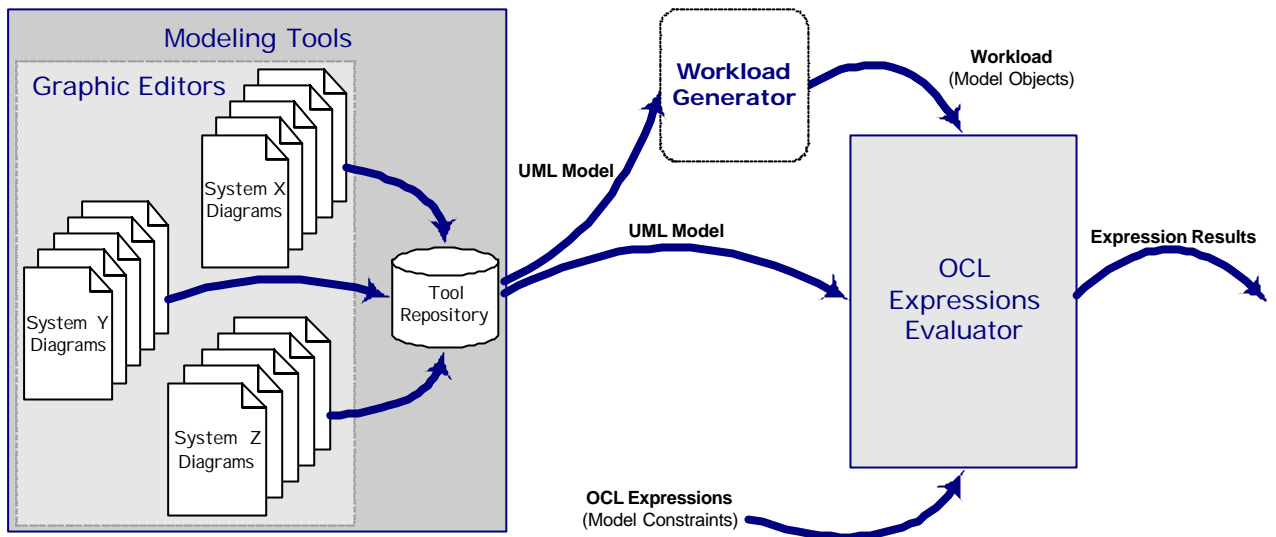 Modeling Tools
Graphic Editors
System X
Diagrams
System Y
Diagrams
System Z
Diagrams
Tool
Repository
UML Model
UML Model
Workload
Generator
Workload
(Model Objects)
OCL
Expressions
Evaluator
Expression Results
OCL Expressions
(Model Constraints)